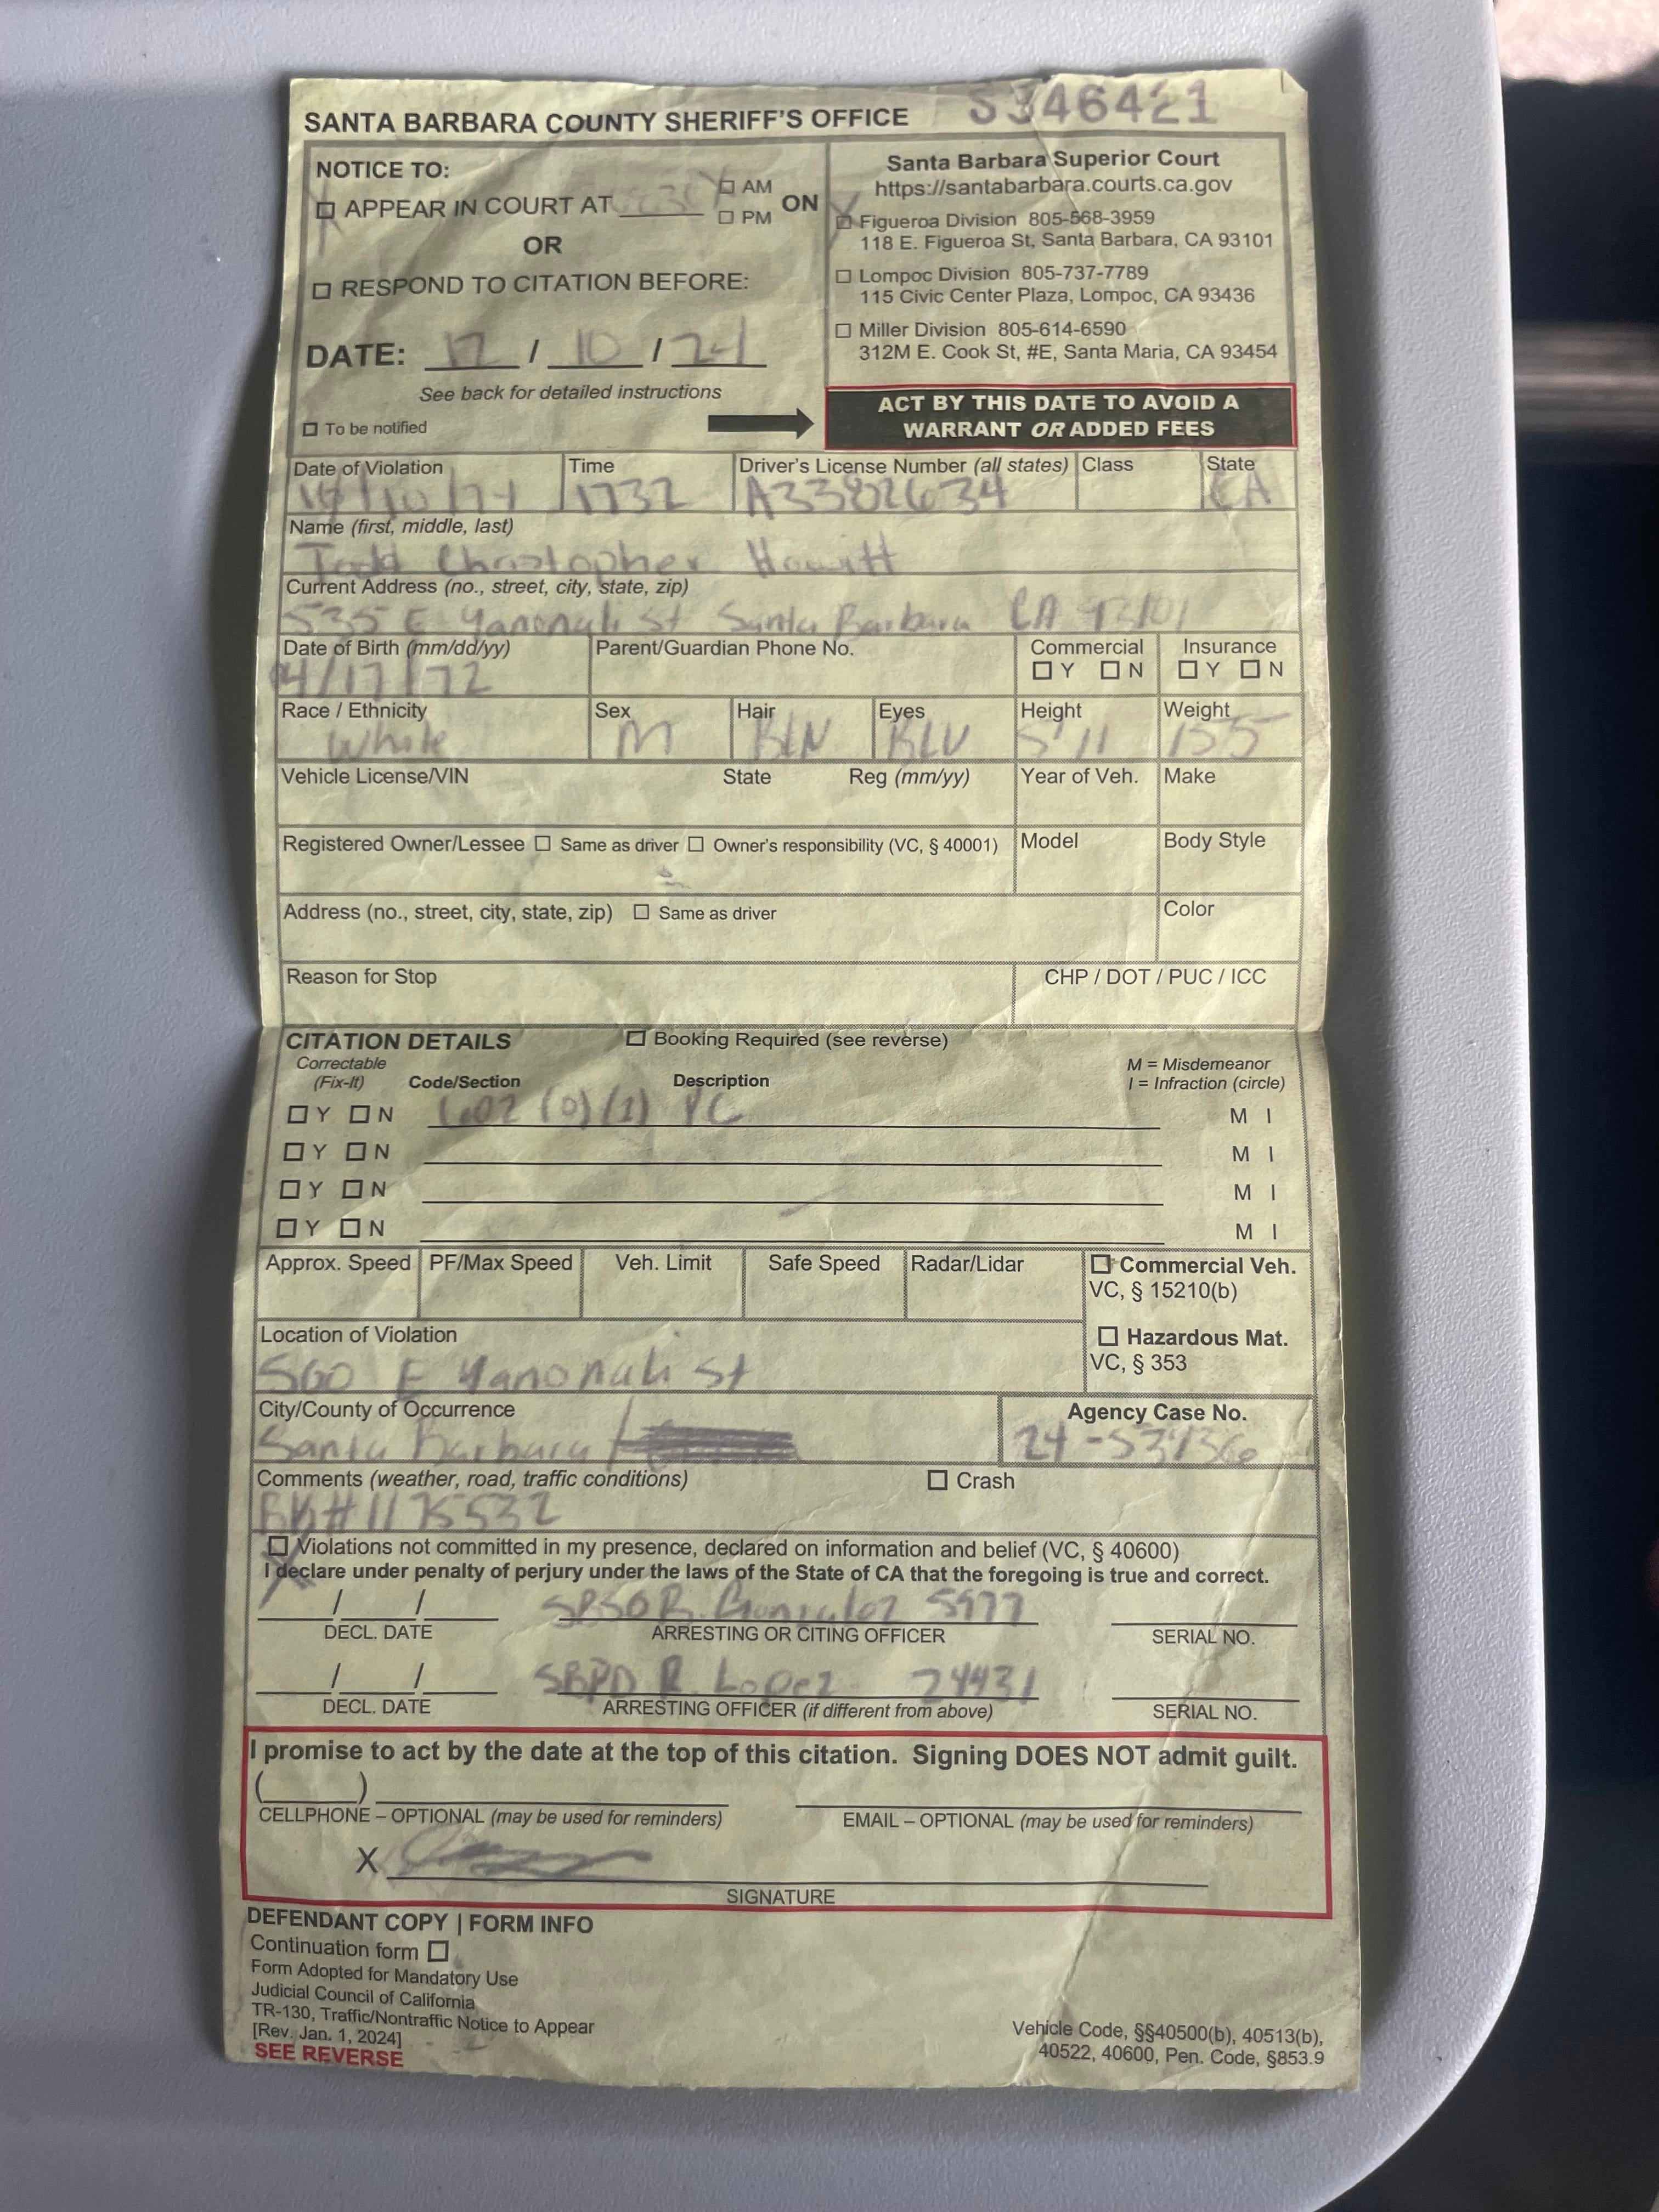 SANTA BARBARA COUNTY SHERIFF'S OFFICE S346421
NOTICE TO:
APPEAR IN COURT AT AM PM ON
OR
RESPOND TO CITATION BEFORE:
DATE: 12 / 10 / 24
See back for detailed instructions
To be notified
Santa Barbara Superior Court
https://santabarbara.courts.ca.gov
Figueroa Division 805-568-3959
118 E. Figueroa St, Santa Barbara, CA 93101
Lompoc Division 805-737-7789
115 Civic Center Plaza, Lompoc, CA 93436
Miller Division 805-614-6590
312M E. Cook St, #E, Santa Maria, CA 93454
ACT BY THIS DATE TO AVOID A
WARRANT OR ADDED FEES
Date of Violation Time Driver's License Number (all states) Class State
1732 A3382634 CA
Name (first, middle, last)
Todd Christopher
Current Address (no., street, city, state, zip)
535 E Yanonali St Santa Barbara CA 93101
Date of Birth (mm/dd/yy) Parent/Guardian Phone No. Commercial Insurance
4/17/72 Y N Y N
Race / Ethnicity Sex Hair Eyes Height Weight
White M BLN BLU 5'11 155
Vehicle License/VIN State Reg (mm/yy) Year of Veh. Make
Registered Owner/Lessee Same as driver Owner's responsibility (VC, § 40001) Model Body Style
Address (no., street, city, state, zip) Same as driver Color
Reason for Stop CHP / DOT / PUC / ICC
CITATION DETAILS Booking Required (see reverse)
Correctable M = Misdemeanor
(Fix-It) Code/Section Description I = Infraction (circle)
Y N 602 (o)(1) PC M I
Y N M I
Y N M I
Y N M I
Approx. Speed PF/Max Speed Veh. Limit Safe Speed Radar/Lidar Commercial Veh.
VC, § 15210(b)
Location of Violation Hazardous Mat.
560 E Yanonali St VC, § 353
City/County of Occurrence Agency Case No.
Santa Barbara /
Comments (weather, road, traffic conditions) Crash
BK# 1175532
Violations not committed in my presence, declared on information and belief (VC, § 40600)
I declare under penalty of perjury under the laws of the State of CA that the foregoing is true and correct.
/ / SBSO R. Gonzalez 5977
DECL. DATE ARRESTING OR CITING OFFICER SERIAL NO.
/ / SBPD R. Lopez 24431
DECL. DATE ARRESTING OFFICER (if different from above) SERIAL NO.
I promise to act by the date at the top of this citation. Signing DOES NOT admit guilt.
( )
CELLPHONE – OPTIONAL (may be used for reminders) EMAIL – OPTIONAL (may be used for reminders)
X
SIGNATURE
DEFENDANT COPY | FORM INFO
Continuation form
Form Adopted for Mandatory Use
Judicial Council of California
TR-130, Traffic/Nontraffic Notice to Appear
[Rev. Jan. 1, 2024]
SEE REVERSE
Vehicle Code, §§40500(b), 40513(b),
40522, 40600, Pen. Code, §853.9